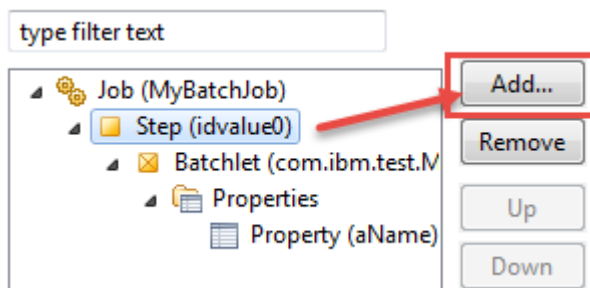 type filter text
Job (MyBatchJob)
Add...
Step (idvalue0)
Remove
Batchlet (com.ibm.test.M
Properties
Up
Property (aName)
Down